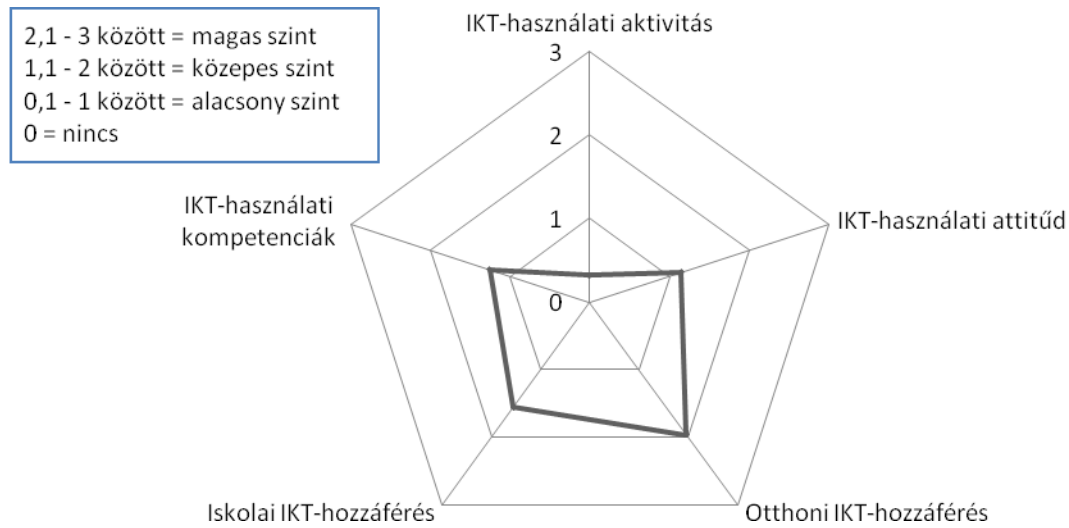 2,1 - 3 között = magas szint
1,1 - 2 között = közepes szint
0,1 - 1 között = alacsony szint
0 = nincs
IKT-használati aktivitás
3
2
1
0
IKT-használati
kompetenciák
IKT-használati attitűd
Iskolai IKT-hozzáférés
Otthoni IKT-hozzáférés